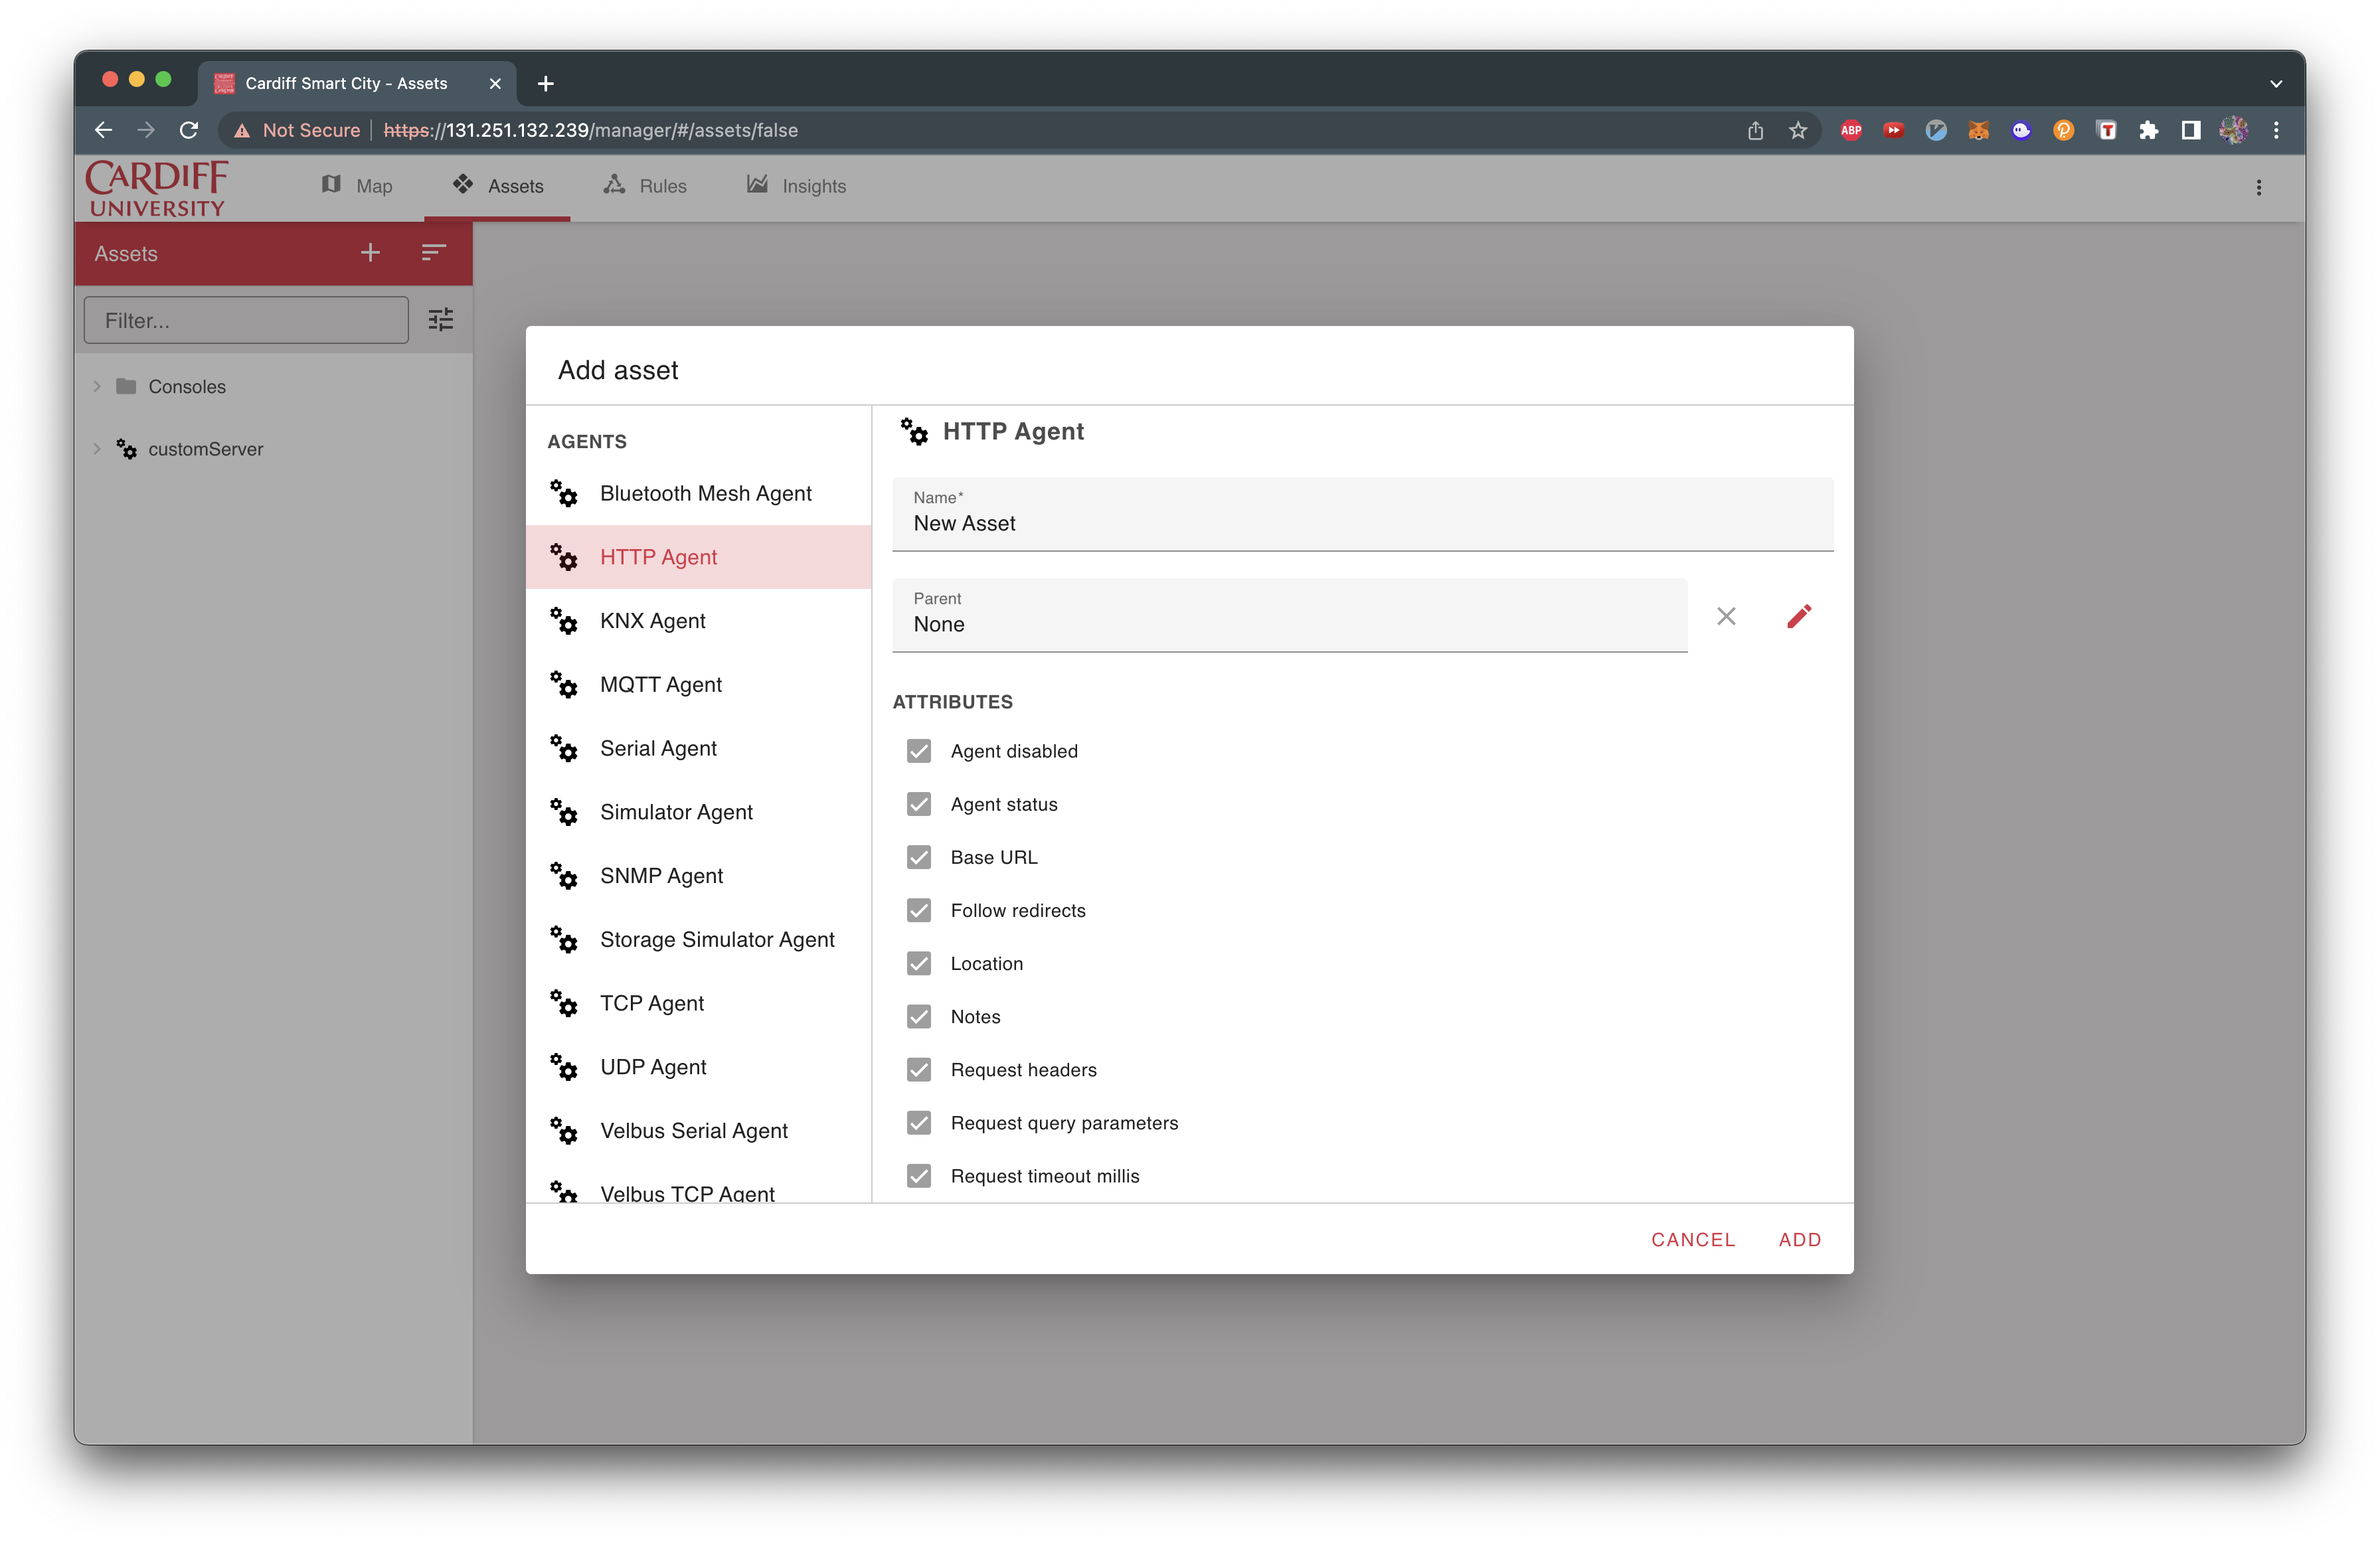 Cardiff Smart City - Assets
Not Secure https://131.251.132.239/manager/#/assets/false
ABP
T
CARDIFF
UNIVERSITY
Map
Assets
Rules
Insights
Assets
Filter...
Consoles
customServer
Add asset
AGENTS
Bluetooth Mesh Agent
HTTP Agent
KNX Agent
MQTT Agent
Serial Agent
Simulator Agent
SNMP Agent
Storage Simulator Agent
TCP Agent
UDP Agent
Velbus Serial Agent
Velbus TCP Agent
HTTP Agent
Name*
New Asset
Parent
None
ATTRIBUTES
Agent disabled
Agent status
Base URL
Follow redirects
Location
Notes
Request headers
Request query parameters
Request timeout millis
CANCEL
ADD